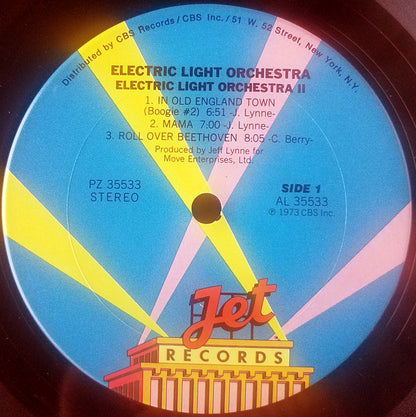 Distributed by CBS Records/CBS Inc./51 W. 52 Street, New York, N.Y.
ELECTRIC LIGHT ORCHESTRA
ELECTRIC LIGHT ORCHESTRA II
1. IN OLD ENGLAND TOWN
(Boogie #2) 6:51 -J. Lynne-
2. MAMA 7:00 -J. Lynne-
3. ROLL OVER BEETHOVEN 8:05 -C. Berry-
Produced by Jeff Lynne for
Move Enterprises, Ltd.
PZ 35533
STEREO
SIDE 1
AL 35533
℗ 1973 CBS Inc.
Jet
RECORDS